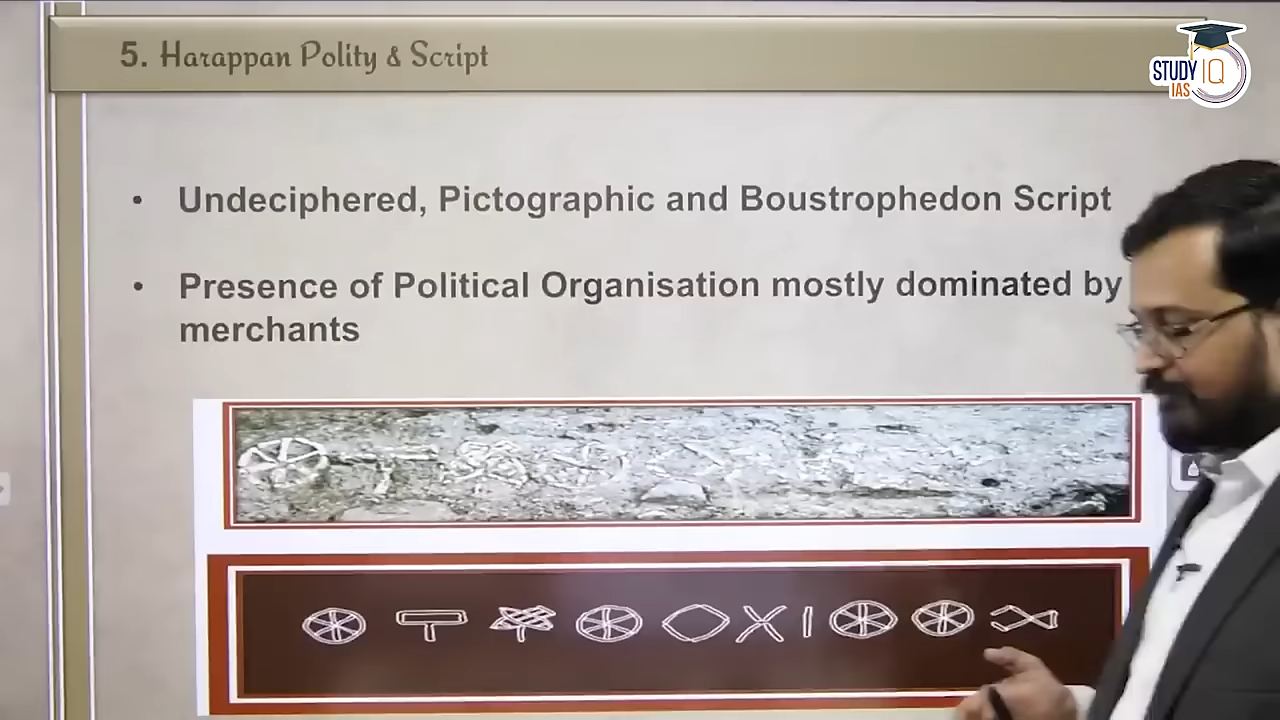 5. Harappan Polity & Script
STUDY IQ
IAS
• Undeciphered, Pictographic and Boustrophedon Script
• Presence of Political Organisation mostly dominated by
merchants